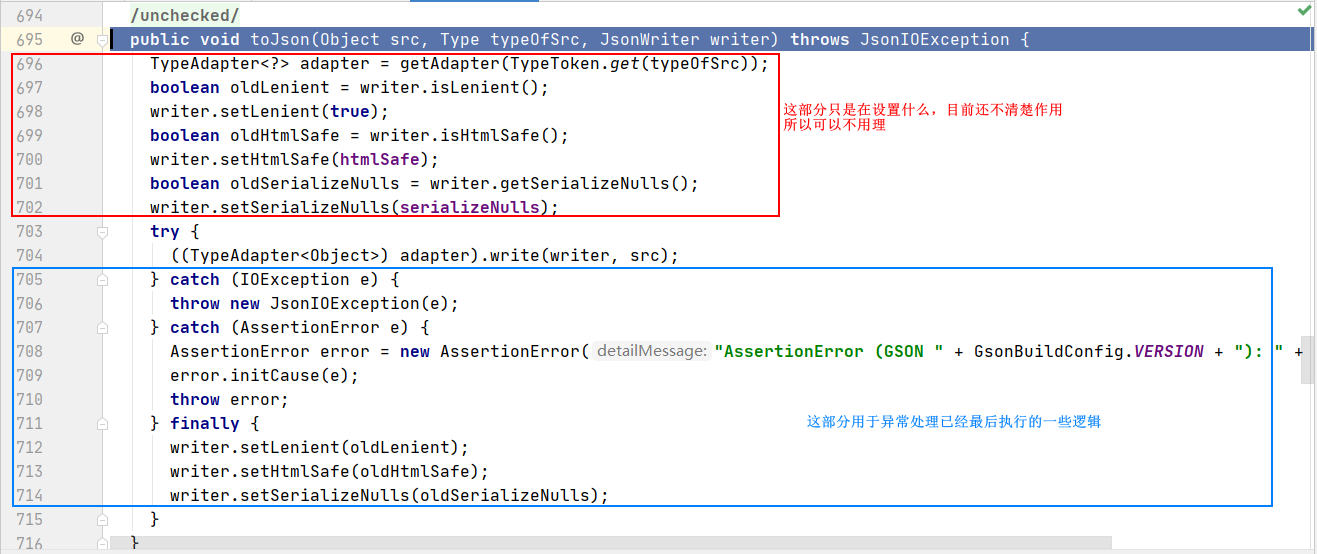 694 /unchecked/
695 @ public void toJson(Object src, Type typeOfSrc, JsonWriter writer) throws JsonIOException {
696 TypeAdapter<?> adapter = getAdapter(TypeToken.get(typeOfSrc));
697 boolean oldLenient = writer.isLenient();
这部分只是在设置什么，目前还不清楚作用
698 writer.setLenient(true);
所以可以不用理
699 boolean oldHtmlSafe = writer.isHtmlSafe();
700 writer.setHtmlSafe(htmlSafe);
701 boolean oldSerializeNulls = writer.getSerializeNulls();
702 writer.setSerializeNulls(serializeNulls);
703 try {
704 ((TypeAdapter<Object>) adapter).write(writer, src);
705 } catch (IOException e) {
706 throw new JsonIOException(e);
707 } catch (AssertionError e) {
708 AssertionError error = new AssertionError( detailMessage: "AssertionError (GSON " + GsonBuildConfig.VERSION + "): " +
709 error.initCause(e);
710 throw error;
711 } finally {
这部分用于异常处理已经最后执行的一些逻辑
712 writer.setLenient(oldLenient);
713 writer.setHtmlSafe(oldHtmlSafe);
714 writer.setSerializeNulls(oldSerializeNulls);
715 }
716 }